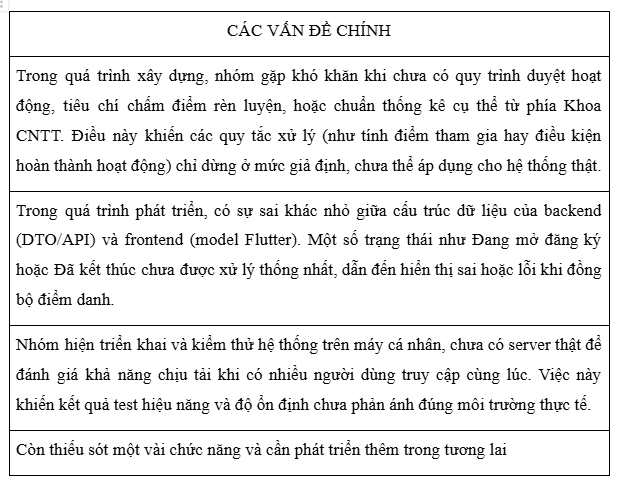 CÁC VẤN ĐỀ CHÍNH
Trong quá trình xây dựng, nhóm gặp khó khăn khi chưa có quy trình duyệt hoạt
động, tiêu chí chấm điểm rèn luyện, hoặc chuẩn thống kê cụ thể từ phía Khoa
CNTT. Điều này khiến các quy tắc xử lý (như tính điểm tham gia hay điều kiện
hoàn thành hoạt động) chỉ dừng ở mức giả định, chưa thể áp dụng cho hệ thống thật.
Trong quá trình phát triển, có sự sai khác nhỏ giữa cấu trúc dữ liệu của backend
(DTO/API) và frontend (model Flutter). Một số trạng thái như Đang mở đăng ký
hoặc Đã kết thúc chưa được xử lý thống nhất, dẫn đến hiển thị sai hoặc lỗi khi đồng
bộ điểm danh.
Nhóm hiện triển khai và kiểm thử hệ thống trên máy cá nhân, chưa có server thật để
đánh giá khả năng chịu tải khi có nhiều người dùng truy cập cùng lúc. Việc này
khiến kết quả test hiệu năng và độ ổn định chưa phản ánh đúng môi trường thực tế.
Còn thiếu sót một vài chức năng và cần phát triển thêm trong tương lai